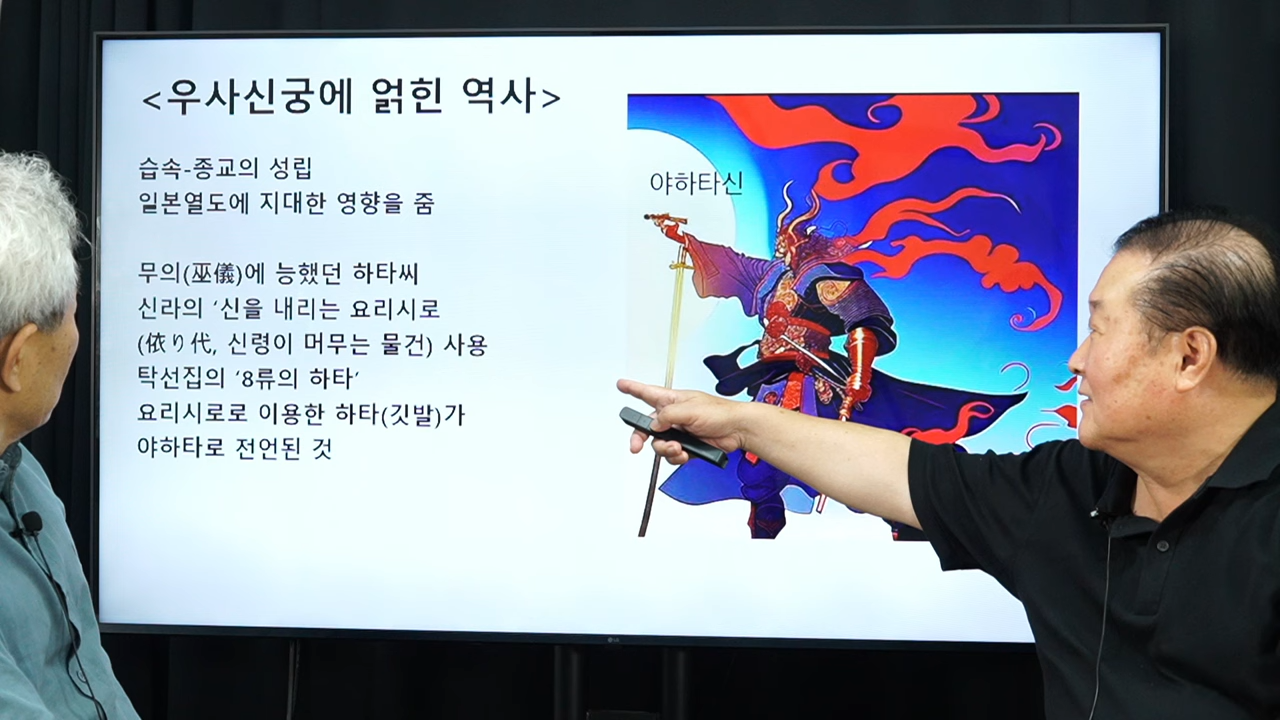 <우사신궁에 얽힌 역사>
습속-종교의 성립
일본열도에 지대한 영향을 줌
무의(巫儀)에 능했던 하타씨
신라의 ‘신을 내리는 요리시로
(依り代, 신령이 머무는 물건) 사용
탁선집의 ‘8류의 하타’
요리시로로 이용한 하타(깃발)가
야하타로 전언된 것
야하타신
LG